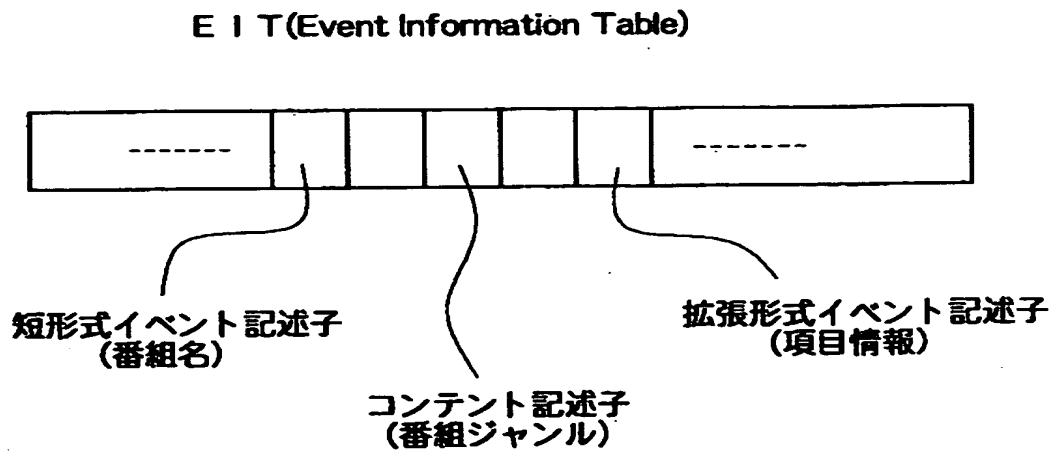 E I T(Event Information Table)
短形式イベント記述子
(番組名)
拡張形式イベント記述子
(項目情報)
コンテント記述子
(番組ジャンル)